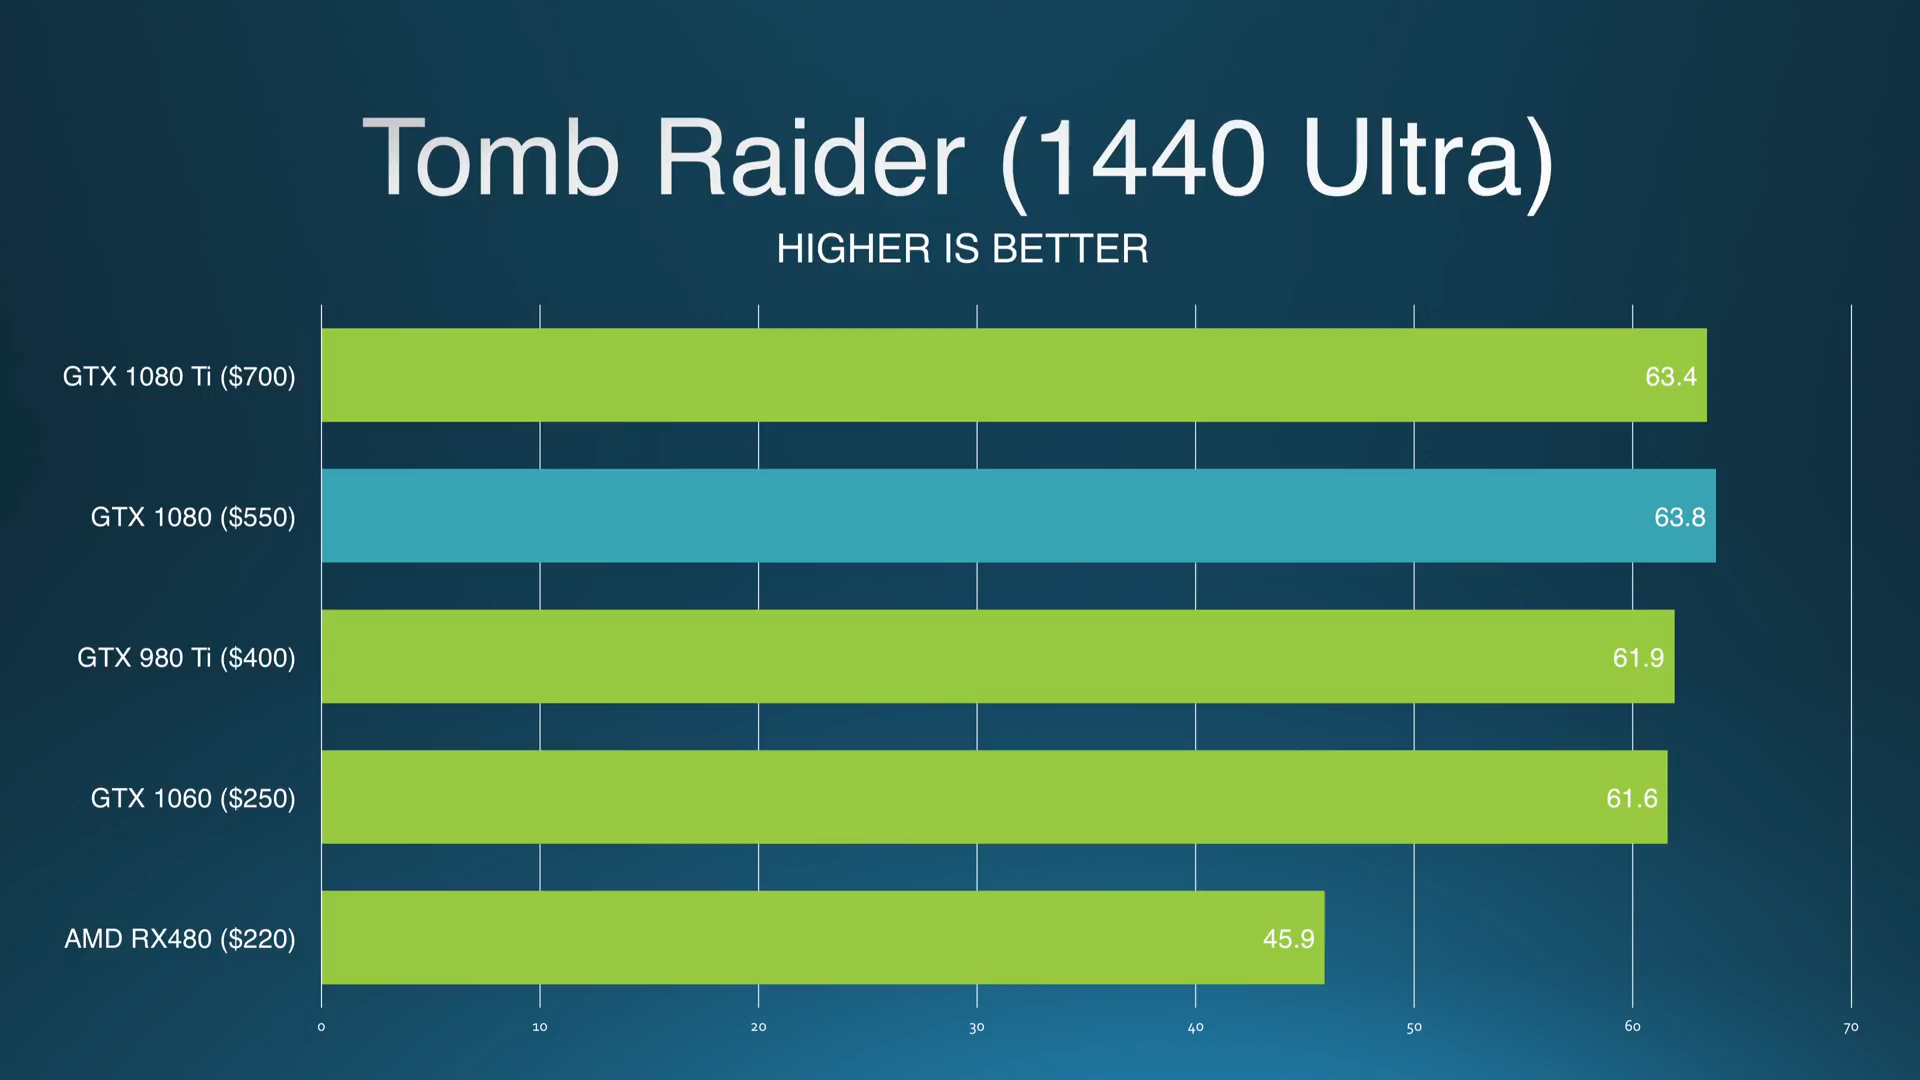 Tomb Raider (1440 Ultra)
HIGHER IS BETTER
GTX 1080 Ti ($700)
63.4
GTX 1080 ($550)
63.8
GTX 980 Ti ($400)
61.9
GTX 1060 ($250)
61.6
AMD RX480 ($220)
45.9
0 10 20 30 40 50 60 70